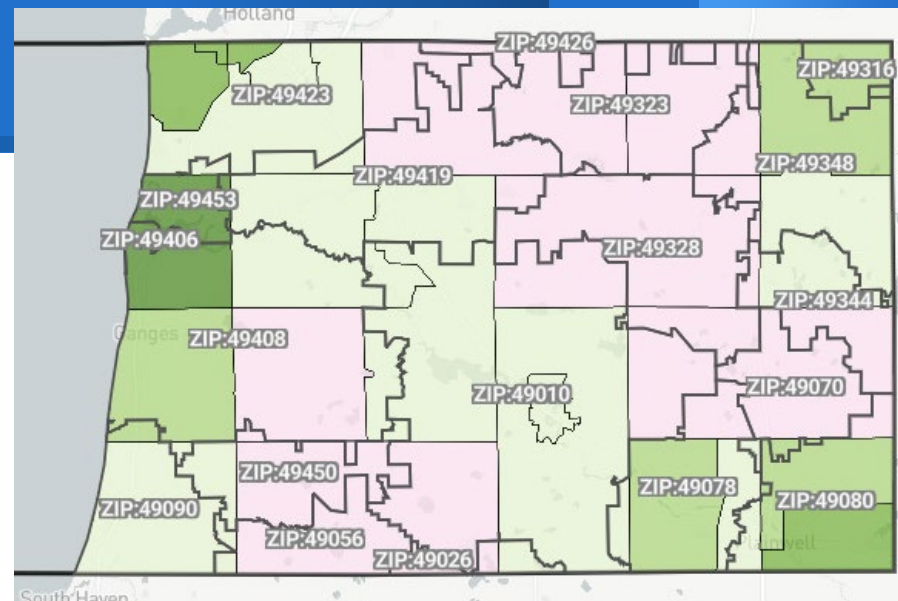 Holland
ZIP:49426
ZIP:49316
ZIP:49423
ZIP:49323
ZIP:49348
ZIP:49419
ZIP:49453
ZIP:49406
ZIP:49328
ZIP:49344
Ganges
ZIP:49408
ZIP:49070
ZIP:49010
ZIP:49450
ZIP:49078
ZIP:49080
ZIP:49090
ZIP:49056
Plainwell
ZIP:49026
South Haven